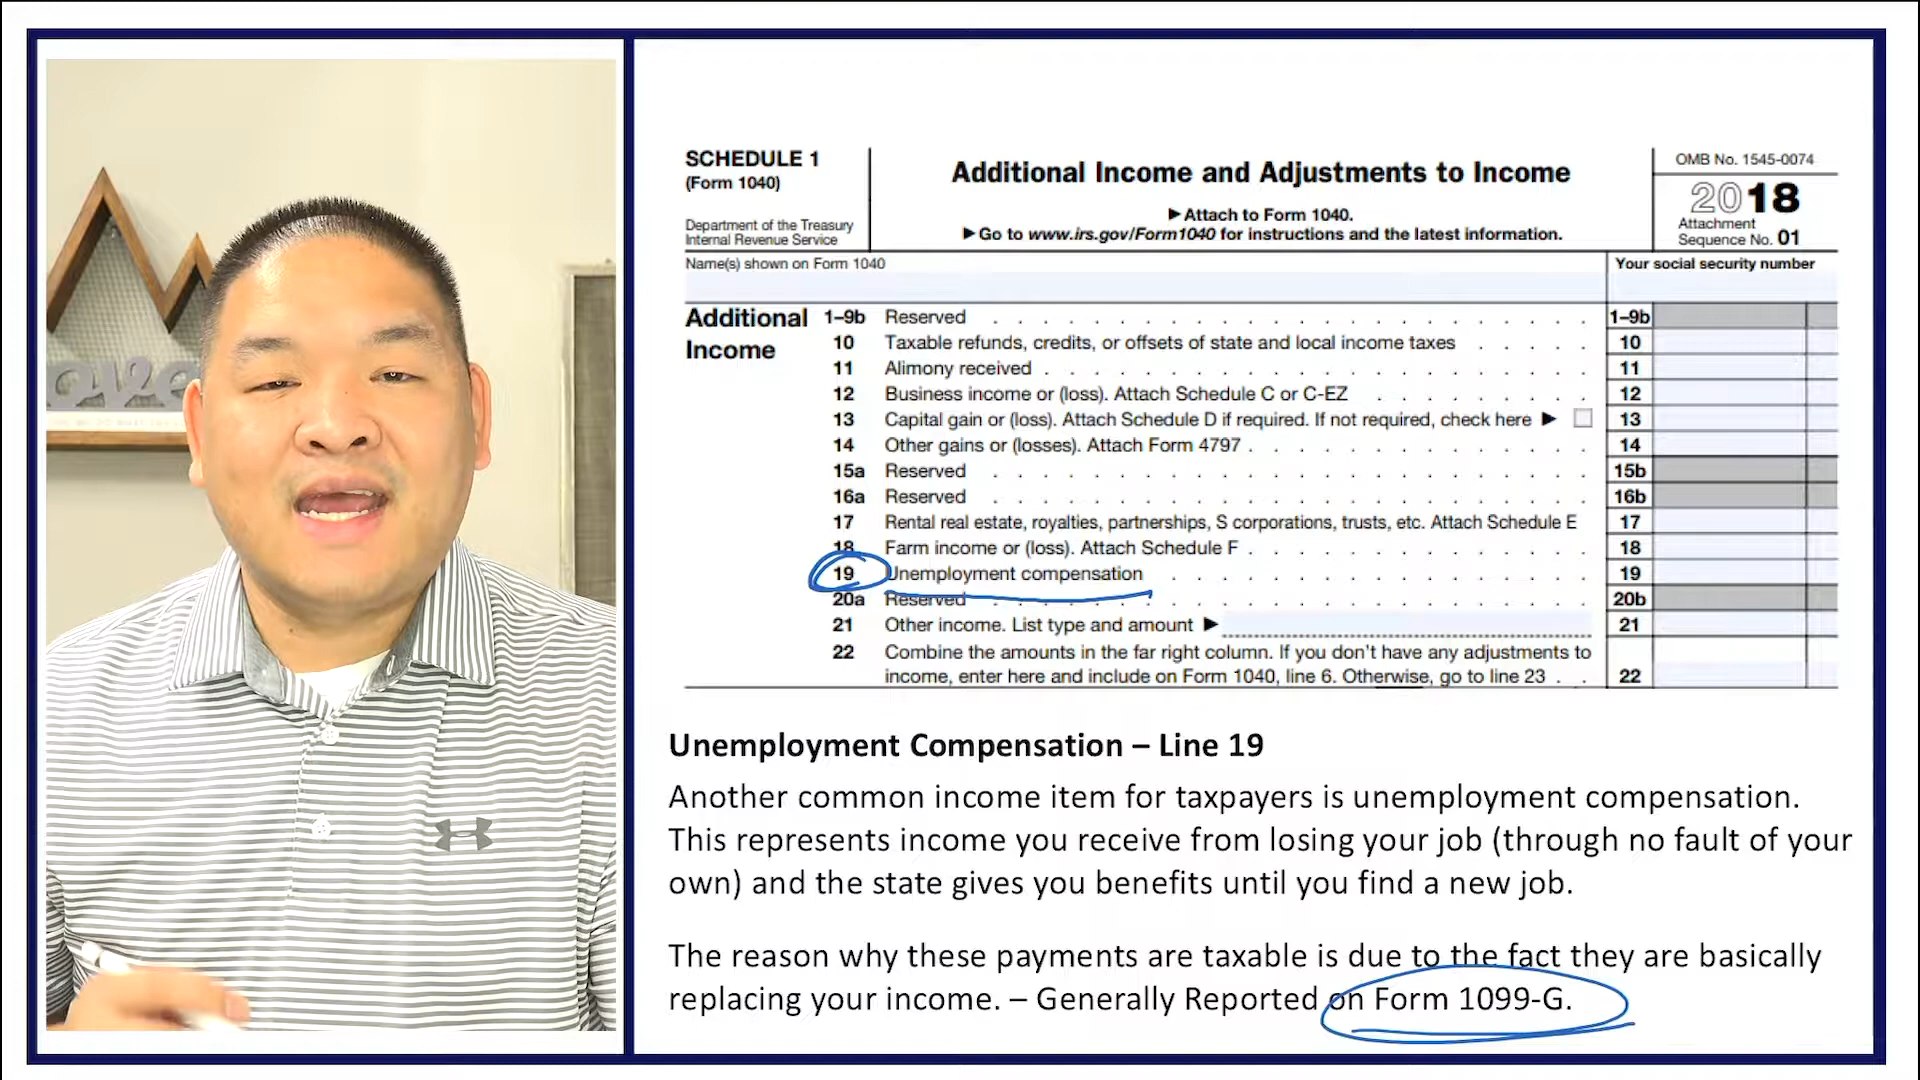 love
SCHEDULE 1
(Form 1040)
Department of the Treasury
Internal Revenue Service
Additional Income and Adjustments to Income
▶ Attach to Form 1040.
▶ Go to www.irs.gov/Form1040 for instructions and the latest information.
OMB No. 1545-0074
2018
Attachment
Sequence No. 01
Name(s) shown on Form 1040
Your social security number
Additional
Income
1–9b Reserved . . . . . . . . . . . . . . . . 1–9b
10 Taxable refunds, credits, or offsets of state and local income taxes . . . . . 10
11 Alimony received . . . . . . . . . . . . . . . 11
12 Business income or (loss). Attach Schedule C or C-EZ . . . . . . . . 12
13 Capital gain or (loss). Attach Schedule D if required. If not required, check here ▶ ☐ 13
14 Other gains or (losses). Attach Form 4797 . . . . . . . . . . . 14
15a Reserved . . . . . . . . . . . . . . . . 15b
16a Reserved . . . . . . . . . . . . . . . . 16b
17 Rental real estate, royalties, partnerships, S corporations, trusts, etc. Attach Schedule E 17
18 Farm income or (loss). Attach Schedule F . . . . . . . . . . . 18
19 Unemployment compensation . . . . . . . . . . . . . 19
20a Reserved . . . . . . . . . . . . . . . . 20b
21 Other income. List type and amount ▶ 21
22 Combine the amounts in the far right column. If you don't have any adjustments to
income, enter here and include on Form 1040, line 6. Otherwise, go to line 23 . . 22
Unemployment Compensation – Line 19
Another common income item for taxpayers is unemployment compensation.
This represents income you receive from losing your job (through no fault of your
own) and the state gives you benefits until you find a new job.
The reason why these payments are taxable is due to the fact they are basically
replacing your income. – Generally Reported on Form 1099-G.